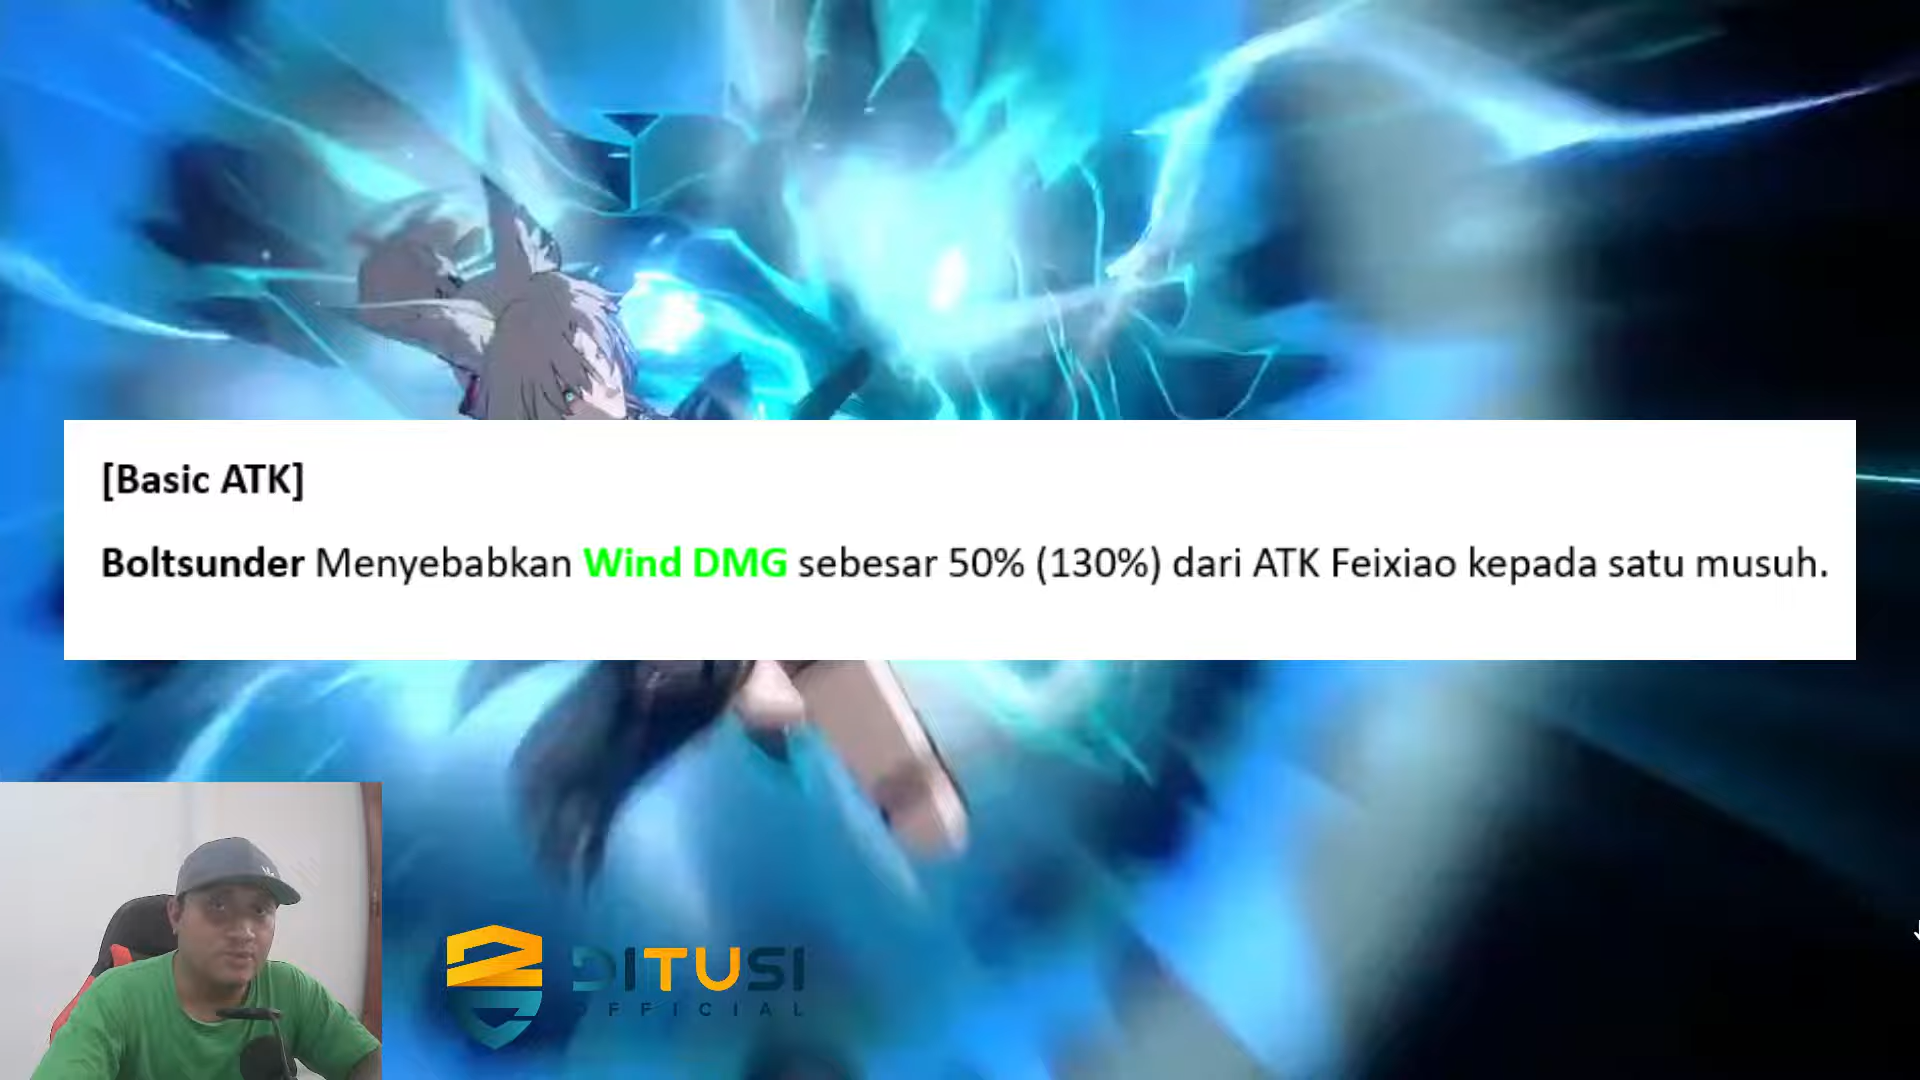 [Basic ATK]
Boltsunder Menyebabkan Wind DMG sebesar 50% (130%) dari ATK Feixiao kepada satu musuh.
DITUSI
OFFICIAL